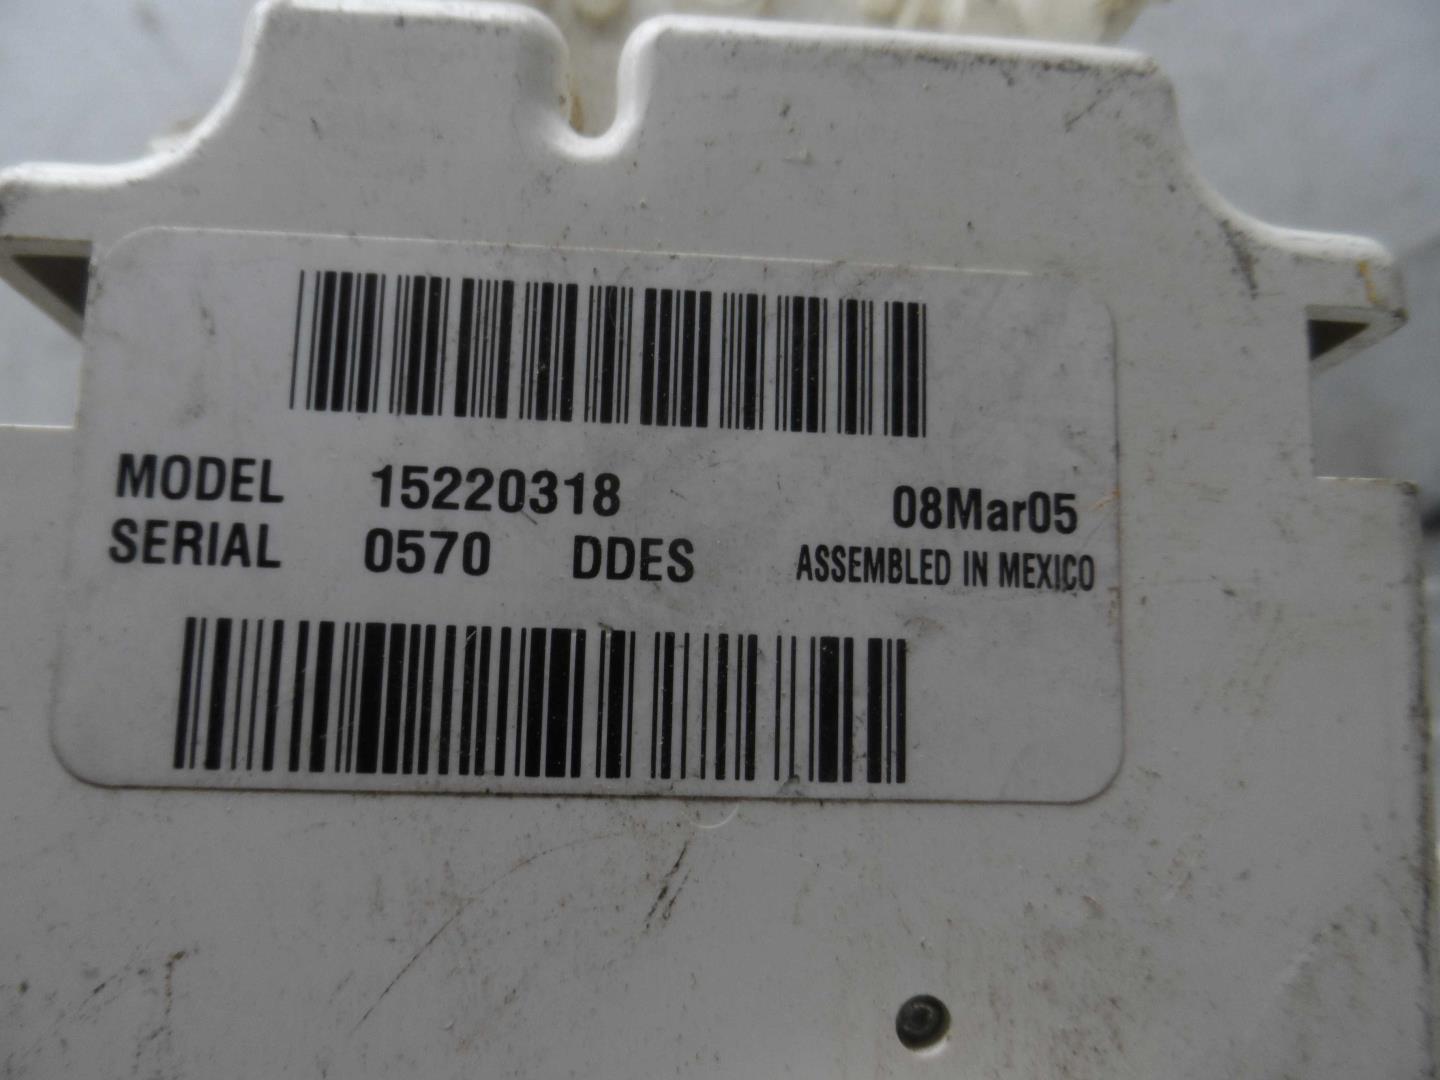 MODEL 15220318 08Mar05
SERIAL 0570 DDES ASSEMBLED IN MEXICO